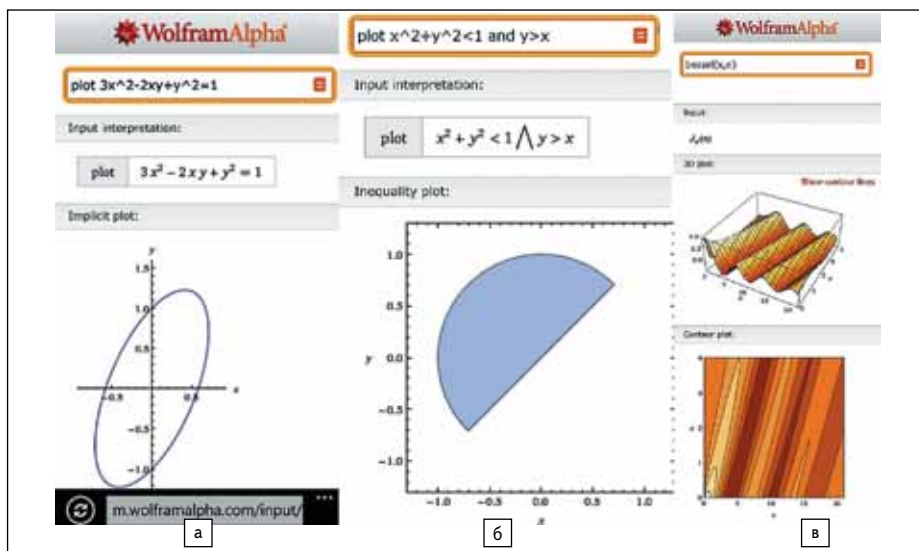 WolframAlpha
plot 3x^2-2xy+y^2=1
Input interpretation:
plot 3x² − 2xy + y² = 1
Implicit plot:
y
1.5
1.0
0.5
−0.5 0.5 x
−0.5
−1.0
m.wolframalpha.com/input/
а
plot x^2+y^2<1 and y>x
Input interpretation:
plot x² + y² < 1 ⋀ y > x
Inequality plot:
1.0
0.5
y 0.0
−0.5
−1.0
−1.0 −0.5 0.0 0.5 1.0
x
б
WolframAlpha
Input:
3D plot:
Show contour lines
Contour plot:
в